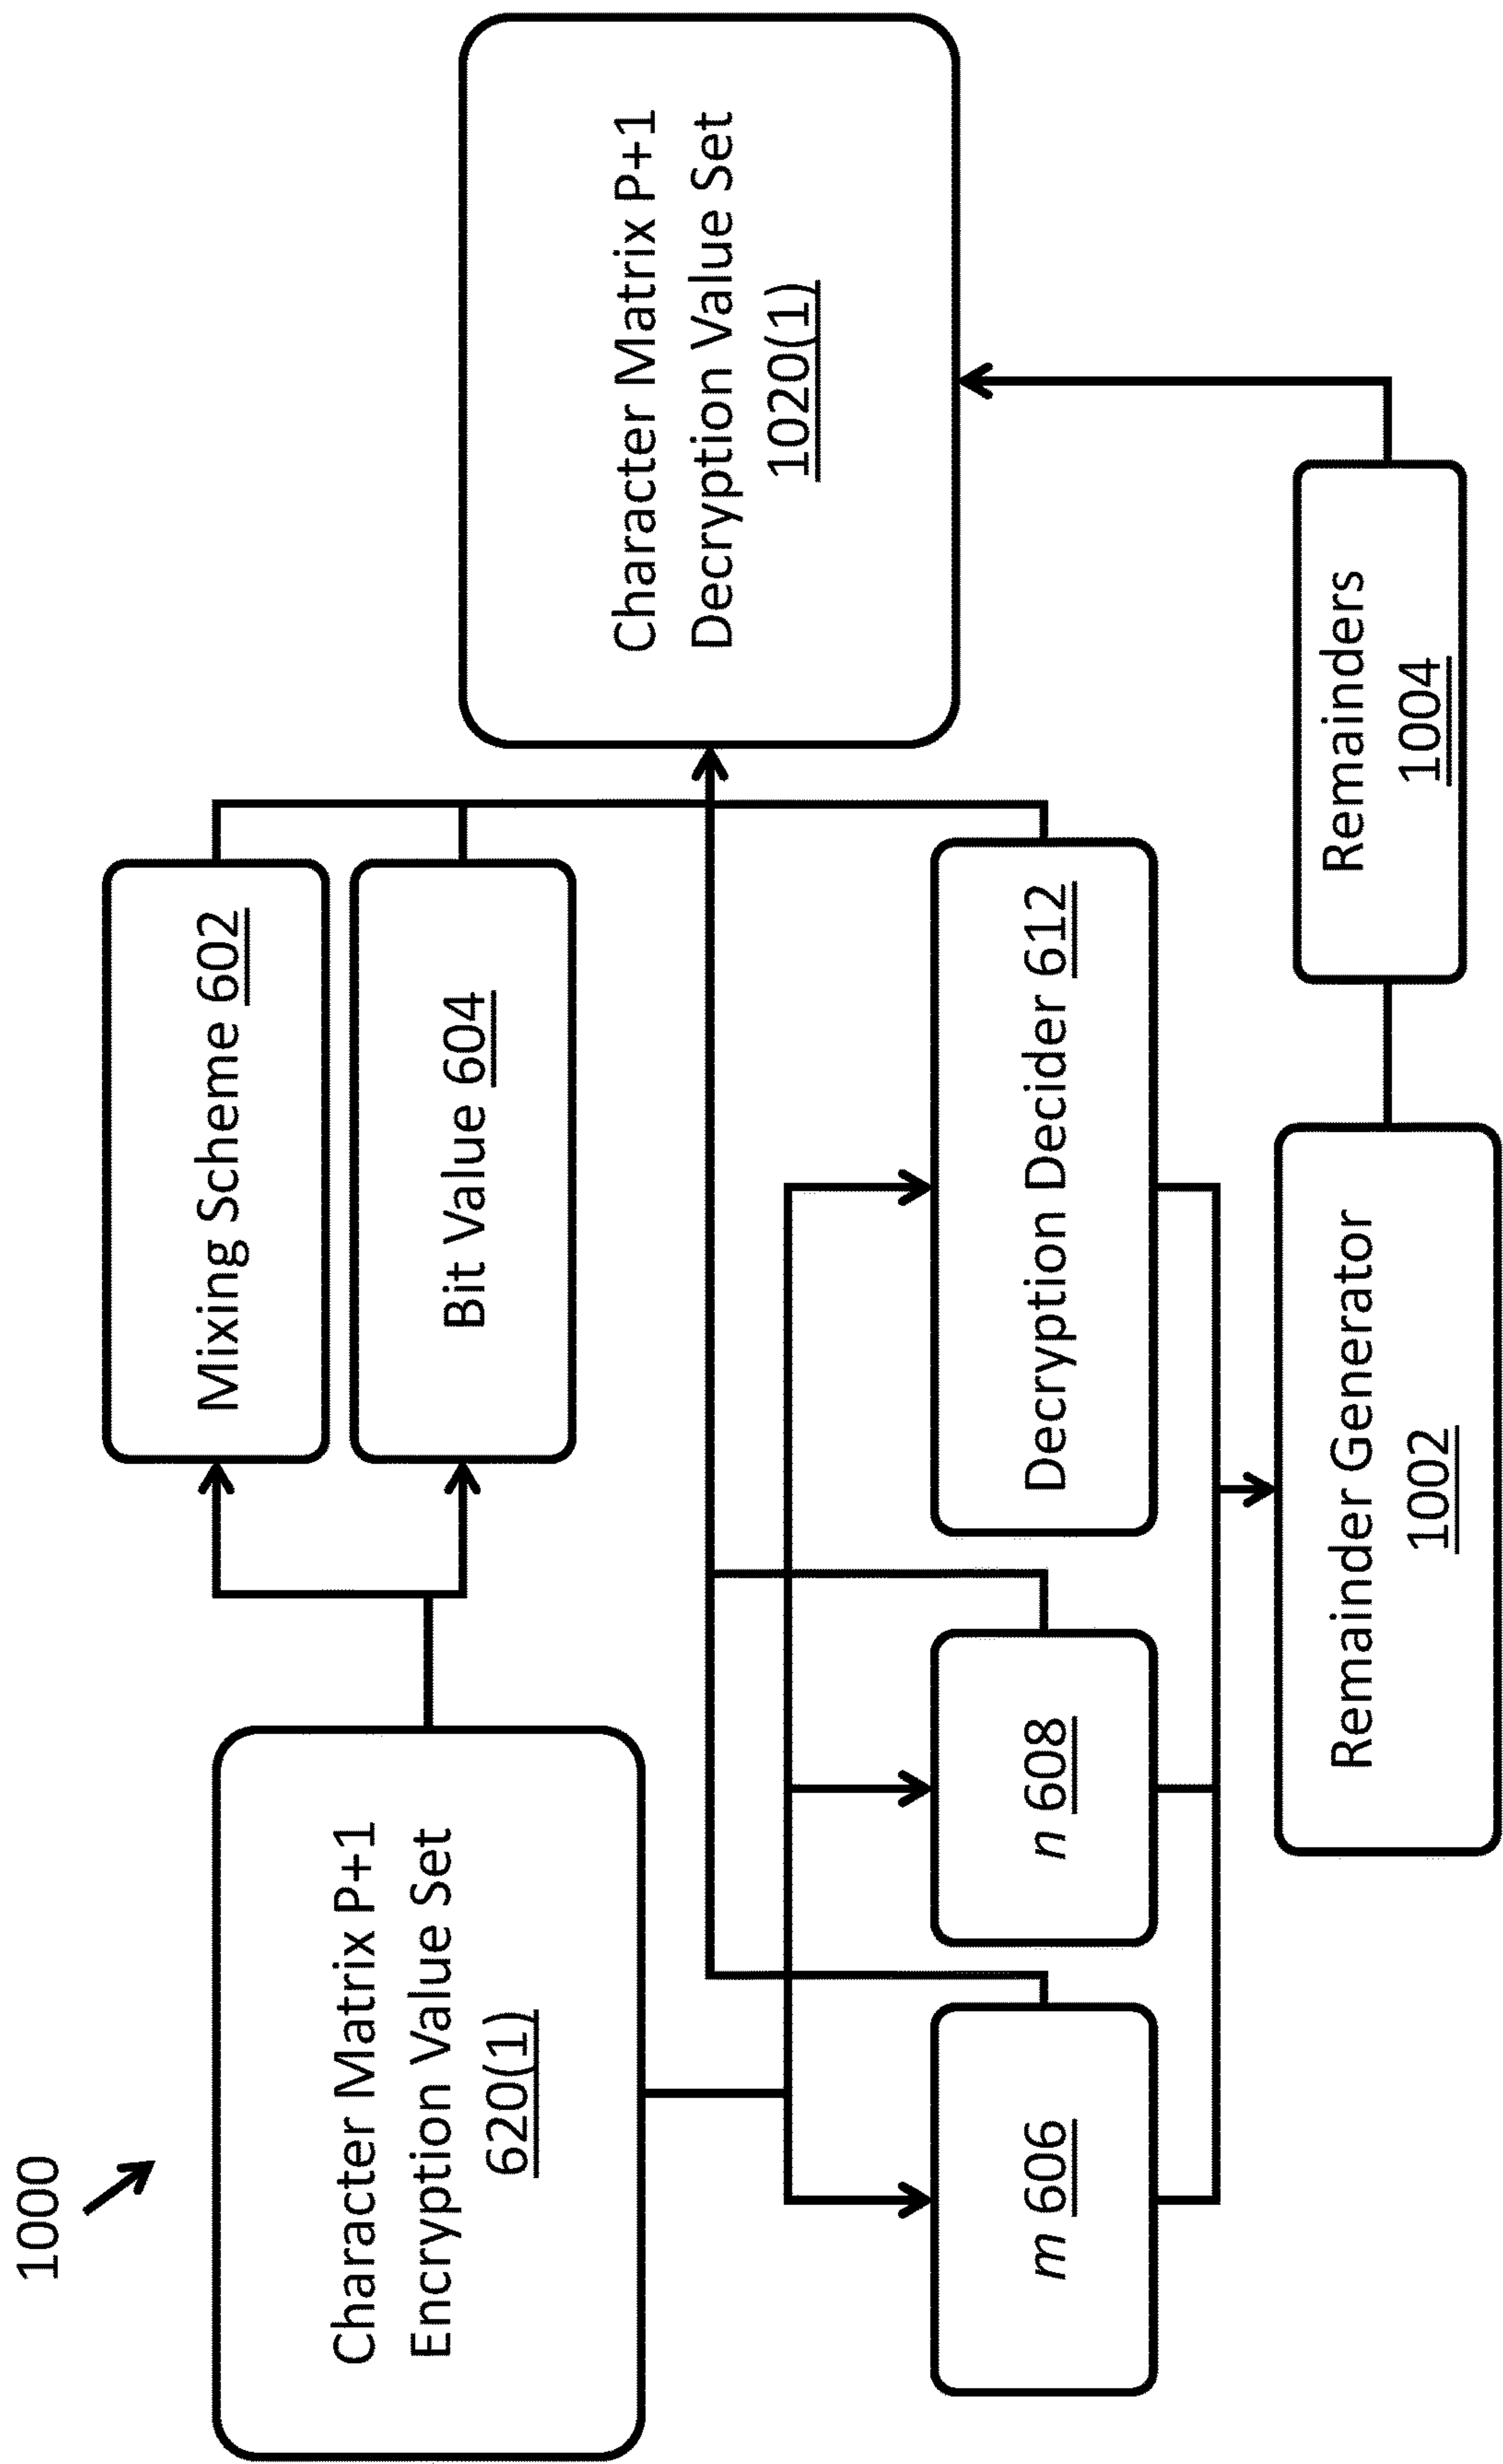 1000
Character Matrix P+1
Encryption Value Set
620(1)
Mixing Scheme 602
Bit Value 604
Character Matrix P+1
Decryption Value Set
1020(1)
m 606
n 608
Decryption Decider 612
Remainder Generator
1002
Remainders
1004